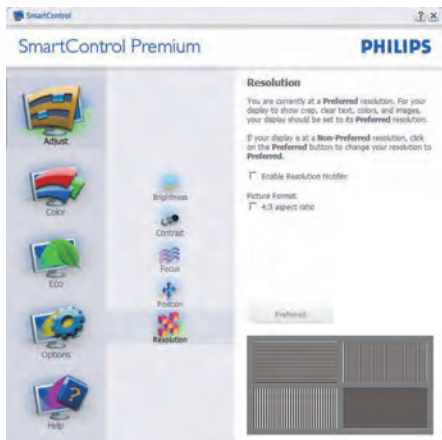 SmartControl
? ×
SmartControl Premium
PHILIPS
Adjust
Color
Eco
Options
Help
Brightness
Contrast
Focus
Position
Resolution
Resolution
You are currently at a Preferred resolution. For your
display to show crisp, clear text, colors, and images,
your display should be set to its Preferred resolution.
If your display is at a Non-Preferred resolution, click
on the Preferred button to change your resolution to
Preferred.
Enable Resolution Notifier
Picture Format:
4:3 aspect ratio
Preferred